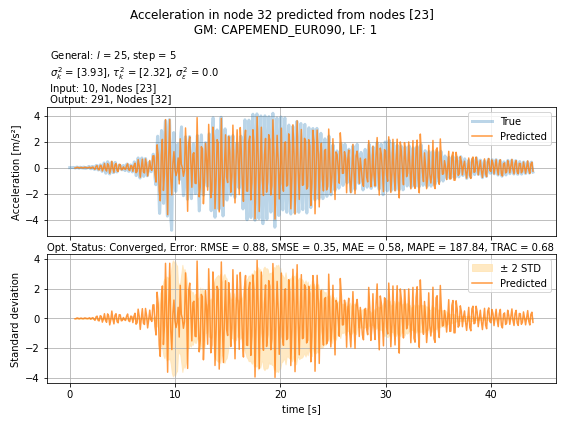 Acceleration in node 32 predicted from nodes [23]
GM: CAPEMEND_EUR090, LF: 1
General: l = 25, step = 5
σ²ₖ = [3.93], τ²ₖ = [2.32], σ²ε = 0.0
Input: 10, Nodes [23]
Output: 291, Nodes [32]
4
2
0
−2
−4
Acceleration [m/s²]
True
Predicted
Opt. Status: Converged, Error: RMSE = 0.88, SMSE = 0.35, MAE = 0.58, MAPE = 187.84, TRAC = 0.68
4
2
0
−2
−4
Standard deviation
± 2 STD
Predicted
0 10 20 30 40
time [s]